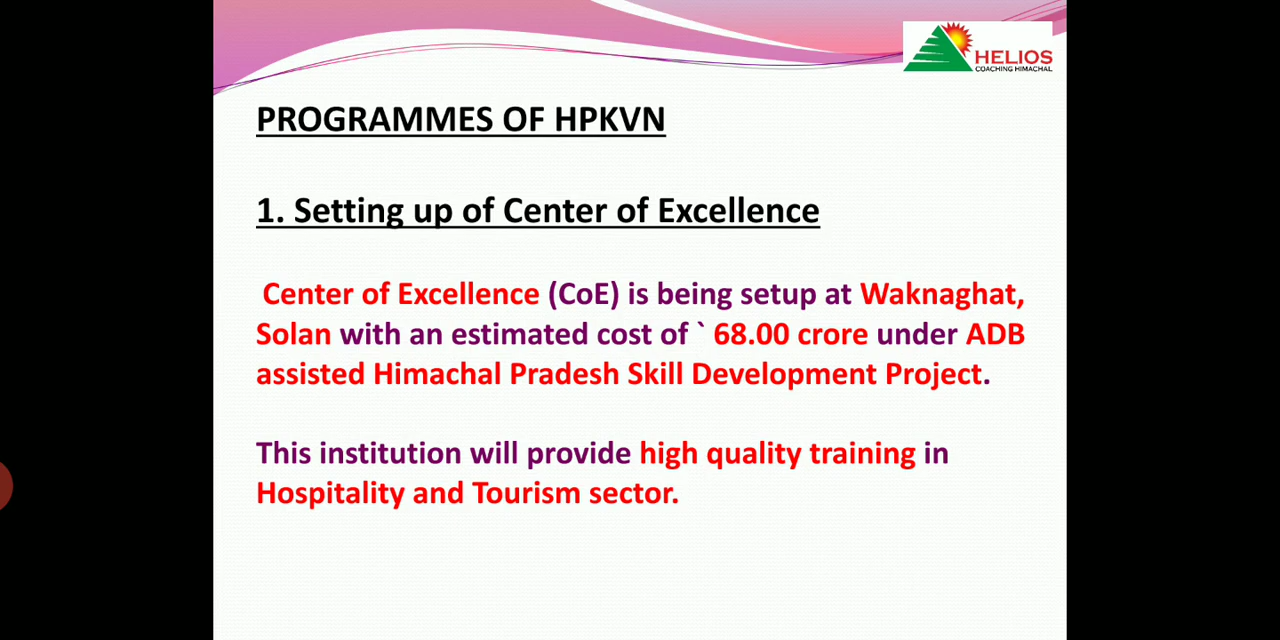 HELIOS
COACHING HIMACHAL
PROGRAMMES OF HPKVN
1. Setting up of Center of Excellence
Center of Excellence (CoE) is being setup at Waknaghat,
Solan with an estimated cost of ` 68.00 crore under ADB
assisted Himachal Pradesh Skill Development Project.
This institution will provide high quality training in
Hospitality and Tourism sector.